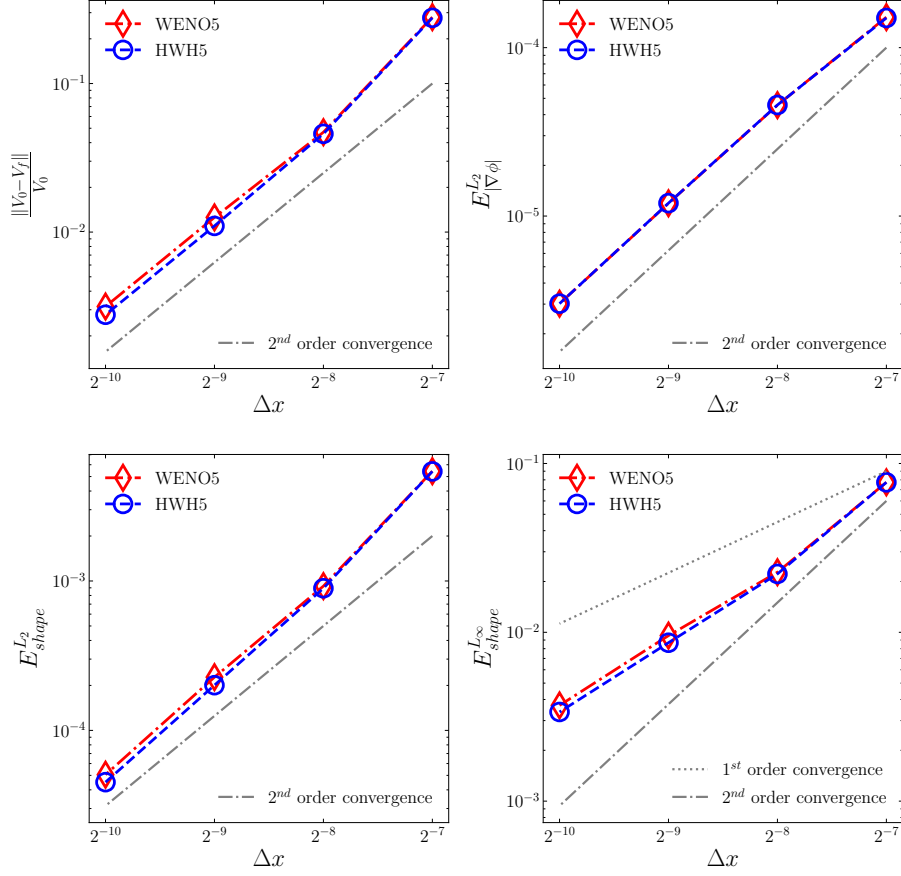 WENO5
HWH5
10⁻¹
10⁻²
||V₀−V_f||
V₀
2ⁿᵈ order convergence
2⁻¹⁰ 2⁻⁹ 2⁻⁸ 2⁻⁷
Δx
WENO5
HWH5
10⁻⁴
10⁻⁵
E^{L₂}_{|∇ϕ|}
2ⁿᵈ order convergence
2⁻¹⁰ 2⁻⁹ 2⁻⁸ 2⁻⁷
Δx
WENO5
HWH5
10⁻³
10⁻⁴
E^{L₂}_{shape}
2ⁿᵈ order convergence
2⁻¹⁰ 2⁻⁹ 2⁻⁸ 2⁻⁷
Δx
10⁻¹
WENO5
HWH5
10⁻²
10⁻³
E^{L∞}_{shape}
1ˢᵗ order convergence
2ⁿᵈ order convergence
2⁻¹⁰ 2⁻⁹ 2⁻⁸ 2⁻⁷
Δx